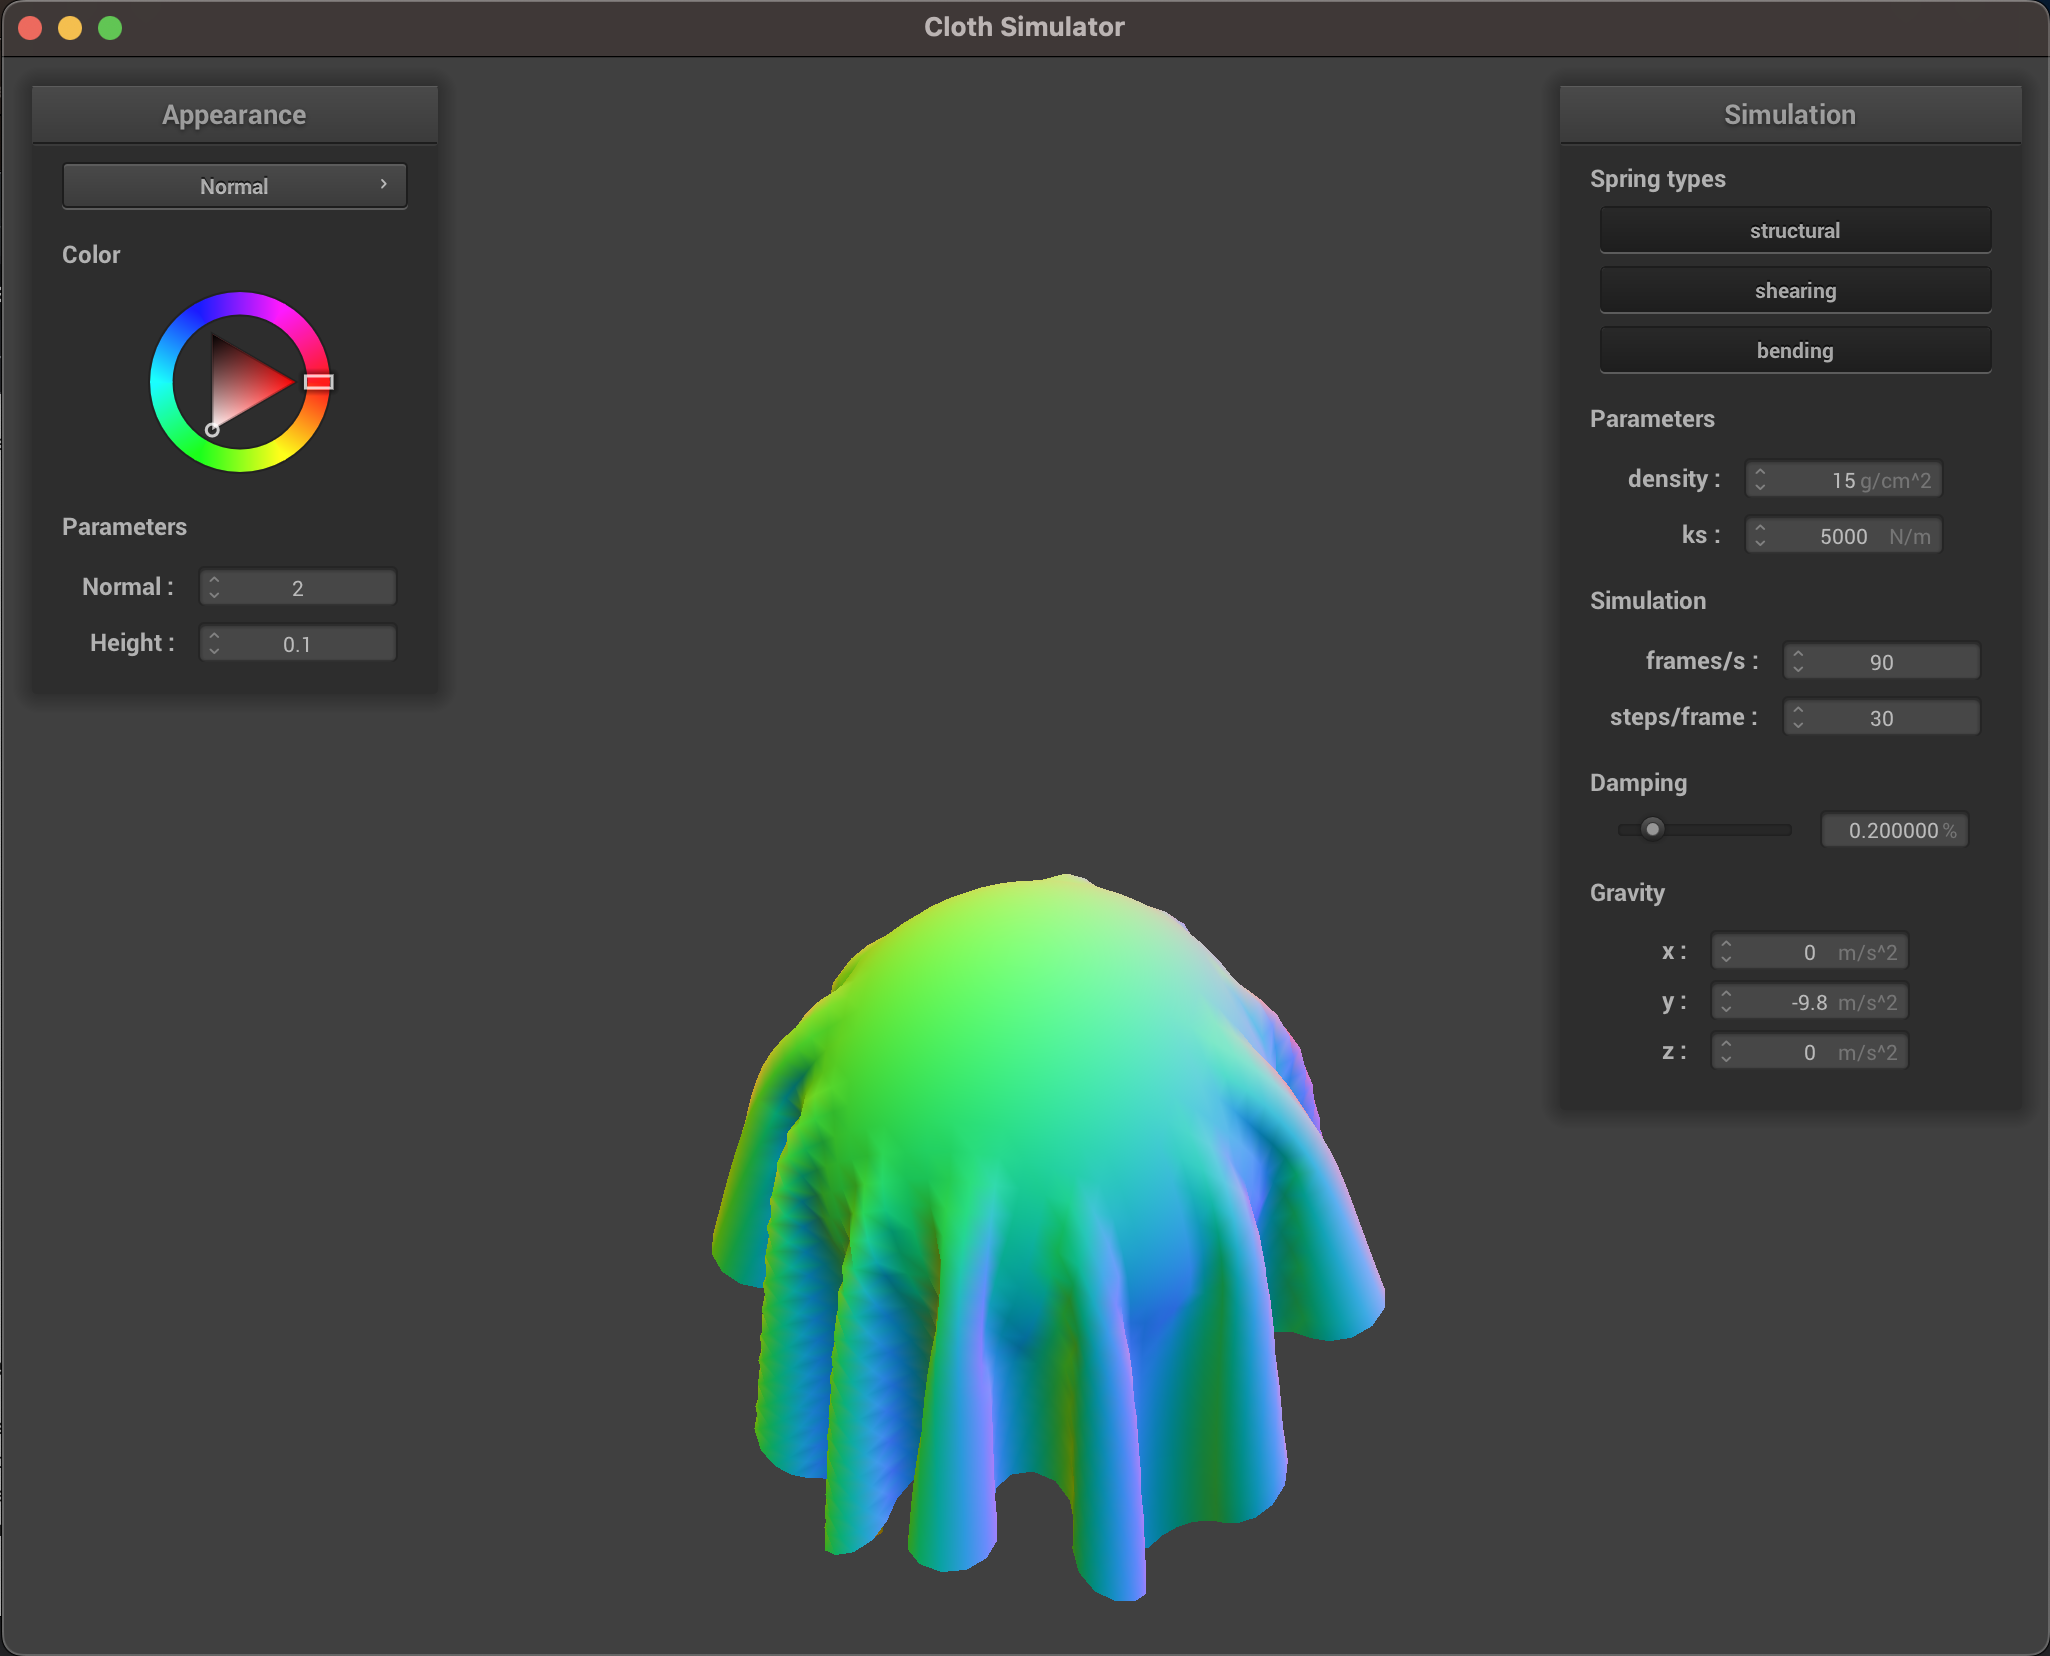 Cloth Simulator
Appearance
Normal
Color
Parameters
Normal : 2
Height : 0.1
Simulation
Spring types
structural
shearing
bending
Parameters
density : 15 g/cm^2
ks : 5000 N/m
Simulation
frames/s : 90
steps/frame : 30
Damping
0.200000 %
Gravity
x : 0 m/s^2
y : -9.8 m/s^2
z : 0 m/s^2